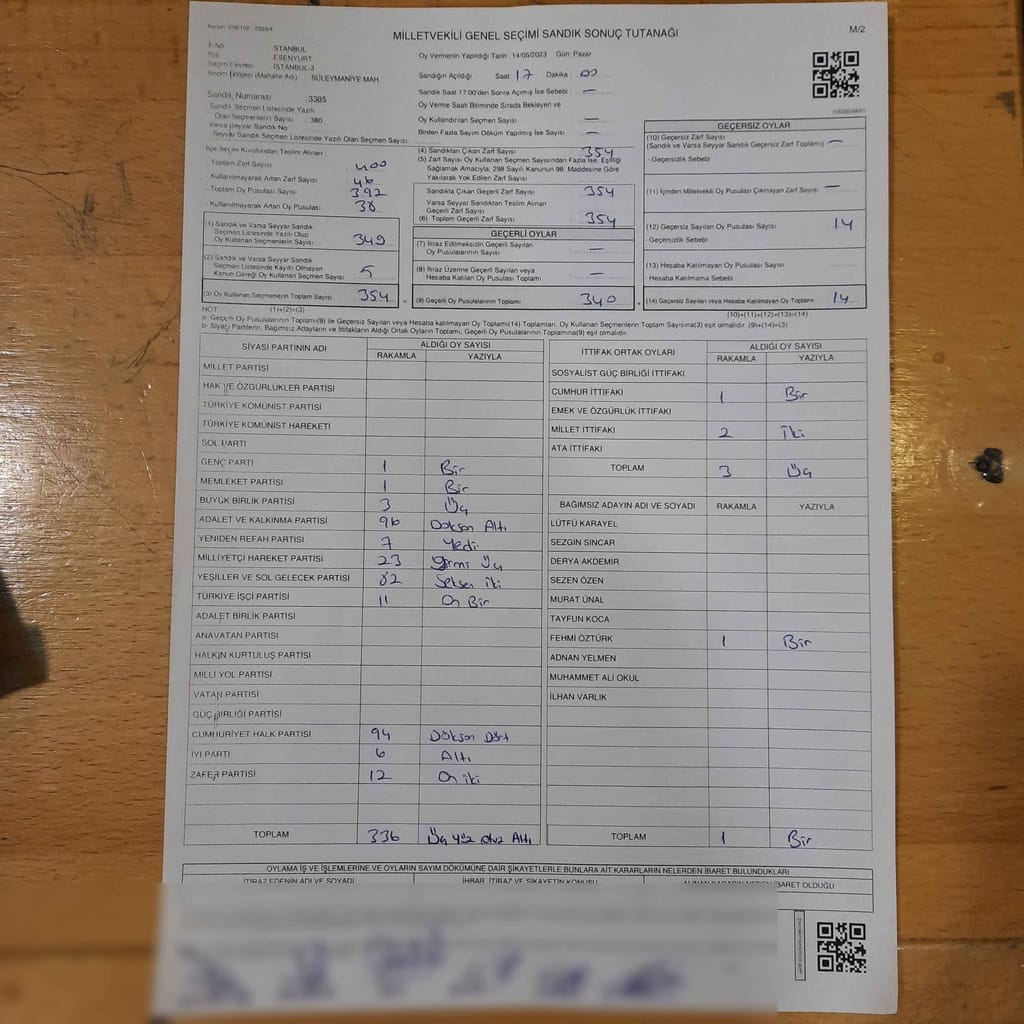 MİLLETVEKİLİ GENEL SEÇİMİ SANDIK SONUÇ TUTANAĞI
M/2
İl Adı İSTANBUL
İlçe ESENYURT
Seçim Çevresi İSTANBUL-3
Seçim Bölgesi (Mahalle Adı) SÜLEYMANİYE MAH.
Oy Vermenin Yapıldığı Tarih : 14/05/2023 Gün: Pazar
Sandığın Açıldığı Saat 17 Dakika : 00
Sandık Saat 17:00'den Sonra Açılmış İse Sebebi : —
Oy Verme Saati Bitiminde Sırada Bekleyen ve
Oy Kullandırılan Seçmen Sayısı : —
Birden Fazla Sayım Döküm Yapılmış İse Sayısı : —
Sandık Numarası : 3385
Sandık Seçmen Listesinde Yazılı
Olan Seçmenlerin Sayısı : 380
Varsa Seyyar Sandık No
Seyyar Sandık Seçmen Listesinde Yazılı Olan Seçmen Sayısı:
İlçe Seçim Kurulundan Teslim Alınan :
- Toplam Zarf Sayısı 400
- Kullanılmayarak Artan Zarf Sayısı : 46
- Toplam Oy Pusulası Sayısı : 392
- Kullanılmayarak Artan Oy Pusulası : 38
(1) Sandık ve Varsa Seyyar Sandık
Seçmen Listesinde Yazılı Olup
Oy Kullanan Seçmenlerin Sayısı 349
(2) Sandık ve Varsa Seyyar Sandık
Seçmen Listesinde Kayıtlı Olmayan
Kanun Gereği Oy Kullanan Seçmen Sayısı 5
(3) Oy Kullanan Seçmenlerin Toplam Sayısı 354
(4) Sandıktan Çıkan Zarf Sayısı 354
(5) Zarf Sayısı Oy Kullanan Seçmen Sayısından Fazla İse, Eşitliği
Sağlamak Amacıyla, 298 Sayılı Kanunun 98. Maddesine Göre
Yakılarak Yok Edilen Zarf Sayısı
Sandıkta Çıkan Geçerli Zarf Sayısı 354
Varsa Seyyar Sandıktan Teslim Alınan
Geçerli Zarf Sayısı
(6) Toplam Geçerli Zarf Sayısı 354
GEÇERLİ OYLAR
(7) İtiraz Edilmeksizin Geçerli Sayılan
Oy Pusulalarının Sayısı —
(8) İtiraz Üzerine Geçerli Sayılan veya
Hesaba Katılan Oy Pusulası Toplamı —
= (9) Geçerli Oy Pusulalarının Toplamı 340
GEÇERSİZ OYLAR
(10) Geçersiz Zarf Sayısı
(Sandık ve Varsa Seyyar Sandık Geçersiz Zarf Toplamı) —
- Geçersizlik Sebebi
(11) İçinden Milletvekili Oy Pusulası Çıkmayan Zarf Sayısı —
(12) Geçersiz Sayılan Oy Pusulası Sayısı 14
- Geçersizlik Sebebi
(13) Hesaba Katılmayan Oy Pusulası Sayısı
- Hesaba Katılmama Sebebi
+ (14) Geçersiz Sayılan veya Hesaba Katılmayan Oy Toplamı 14
NOT (1)+(2)=(3) (10)+(11)+(12)+(13)=(14)
a- Geçerli Oy Pusulası Toplamı(9) ile Geçersiz Sayılan veya Hesaba katılmayan Oy Toplamı(14) Toplamları, Oy Kullanan Seçmenlerin Toplam Sayısına(3) eşit olmalıdır. (9)+(14)=(3)
b- Siyasi Partilerin, Bağımsız Adayların ve İttifakların Aldığı Ortak Oyların Toplamı, Geçerli Oy Pusulalarının Toplamına(9) eşit olmalıdır.
SİYASİ PARTİNİN ADI ALDIĞI OY SAYISI
RAKAMLA YAZIYLA
MİLLET PARTİSİ
HAK VE ÖZGÜRLÜKLER PARTİSİ
TÜRKİYE KOMÜNİST PARTİSİ
TÜRKİYE KOMÜNİST HAREKETİ
SOL PARTİ
GENÇ PARTİ 1 Bir
MEMLEKET PARTİSİ 1 Bir
BÜYÜK BİRLİK PARTİSİ 3 Üç
ADALET VE KALKINMA PARTİSİ 96 Doksan Altı
YENİDEN REFAH PARTİSİ 7 Yedi
MİLLİYETÇİ HAREKET PARTİSİ 23 Yirmi Üç
YEŞİLLER VE SOL GELECEK PARTİSİ 82 Seksen iki
TÜRKİYE İŞÇİ PARTİSİ 11 On Bir
ADALET BİRLİK PARTİSİ
ANAVATAN PARTİSİ
HALKIN KURTULUŞ PARTİSİ
MİLLİ YOL PARTİSİ
VATAN PARTİSİ
GÜÇ BİRLİĞİ PARTİSİ
CUMHURİYET HALK PARTİSİ 94 Doksan Dört
İYİ PARTİ 6 Altı
ZAFER PARTİSİ 12 On iki
TOPLAM 336 Üç yüz otuz Altı
İTTİFAK ORTAK OYLARI ALDIĞI OY SAYISI
RAKAMLA YAZIYLA
SOSYALİST GÜÇ BİRLİĞİ İTTİFAKI
CUMHUR İTTİFAKI 1 Bir
EMEK VE ÖZGÜRLÜK İTTİFAKI
MİLLET İTTİFAKI 2 İki
ATA İTTİFAKI
TOPLAM 3 Üç
BAĞIMSIZ ADAYIN ADI VE SOYADI RAKAMLA YAZIYLA
LÜTFÜ KARAYEL
SEZGİN SINCAR
DERYA AKDEMİR
SEZEN ÖZEN
MURAT ÜNAL
TAYFUN KOCA
FEHMİ ÖZTÜRK 1 Bir
ADNAN YELMEN
MUHAMMET ALİ OKUL
İLHAN VARLIK
TOPLAM 1 Bir
OYLAMA İŞ VE İŞLEMLERİNE VE OYLARIN SAYIM DÖKÜMÜNE DAİR ŞİKAYETLERLE BUNLARA AİT KARARLARIN NELERDEN İBARET BULUNDUKLARI
İTİRAZ EDENİN ADI VE SOYADI İHBAR, İTİRAZ VE ŞİKAYETİN KONUSU İBARET OLDUĞU